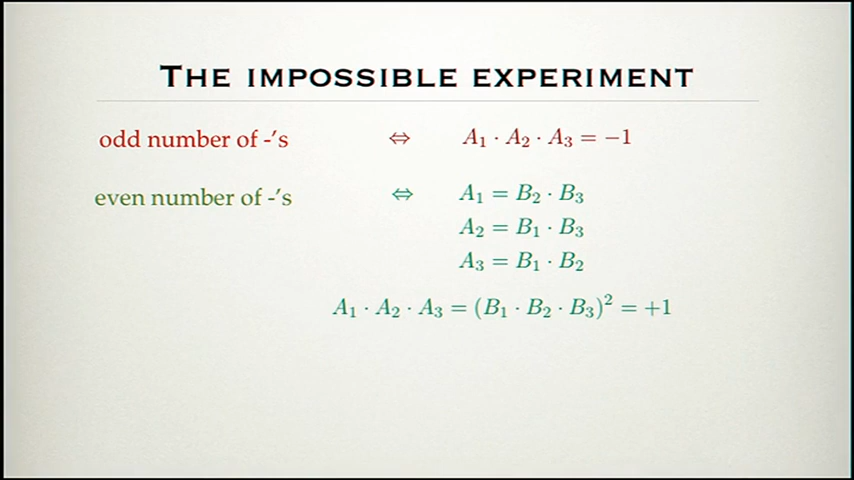 THE IMPOSSIBLE EXPERIMENT
odd number of -'s ⇔ A₁ · A₂ · A₃ = −1
even number of -'s ⇔ A₁ = B₂ · B₃
A₂ = B₁ · B₃
A₃ = B₁ · B₂
A₁ · A₂ · A₃ = (B₁ · B₂ · B₃)² = +1